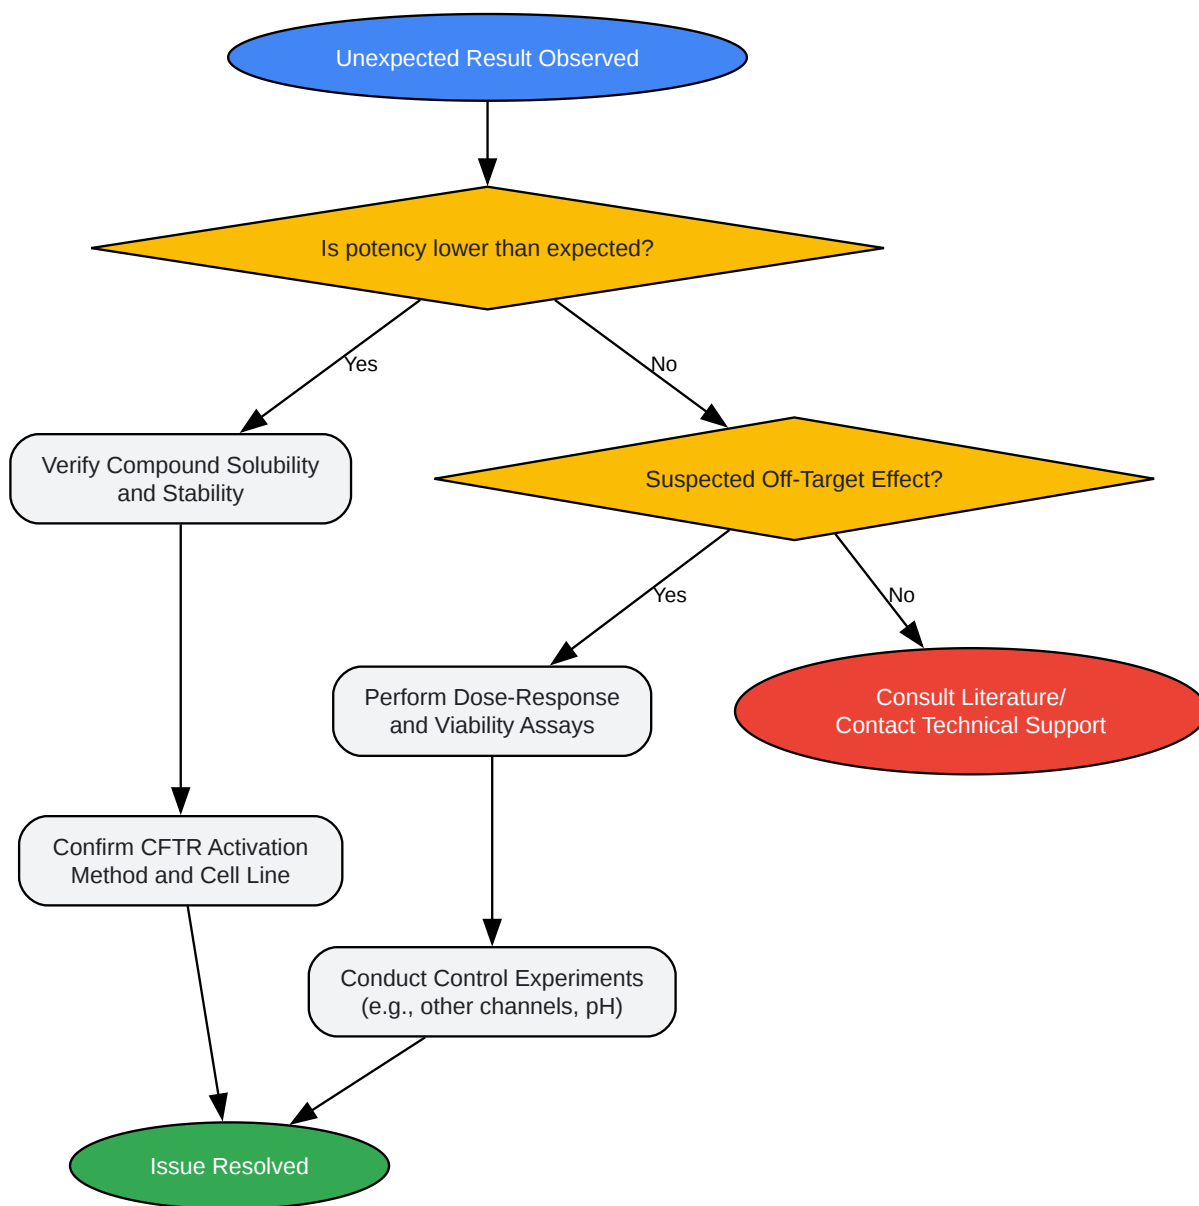 Unexpected Result Observed
Is potency lower than expected?
Yes
No
Verify Compound Solubility
and Stability
Suspected Off-Target Effect?
Yes
No
Perform Dose-Response
and Viability Assays
Consult Literature/
Contact Technical Support
Confirm CFTR Activation
Method and Cell Line
Conduct Control Experiments
(e.g., other channels, pH)
Issue Resolved